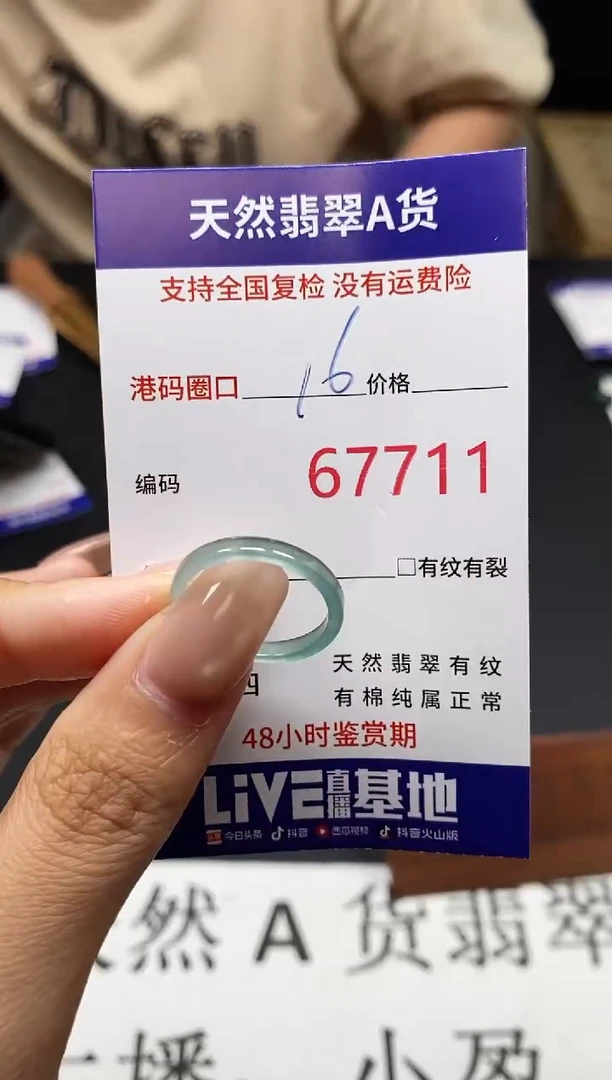 天然翡翠A货
支持全国复检 没有运费险
港码圈口 16 价格
编码 67711
□有纹有裂
天然翡翠有纹
四
有棉纯属正常
48小时鉴赏期
LiVE直播基地
今日头条 抖音 西瓜视频 抖音火山版
然 A 货翡翠
播 小盈